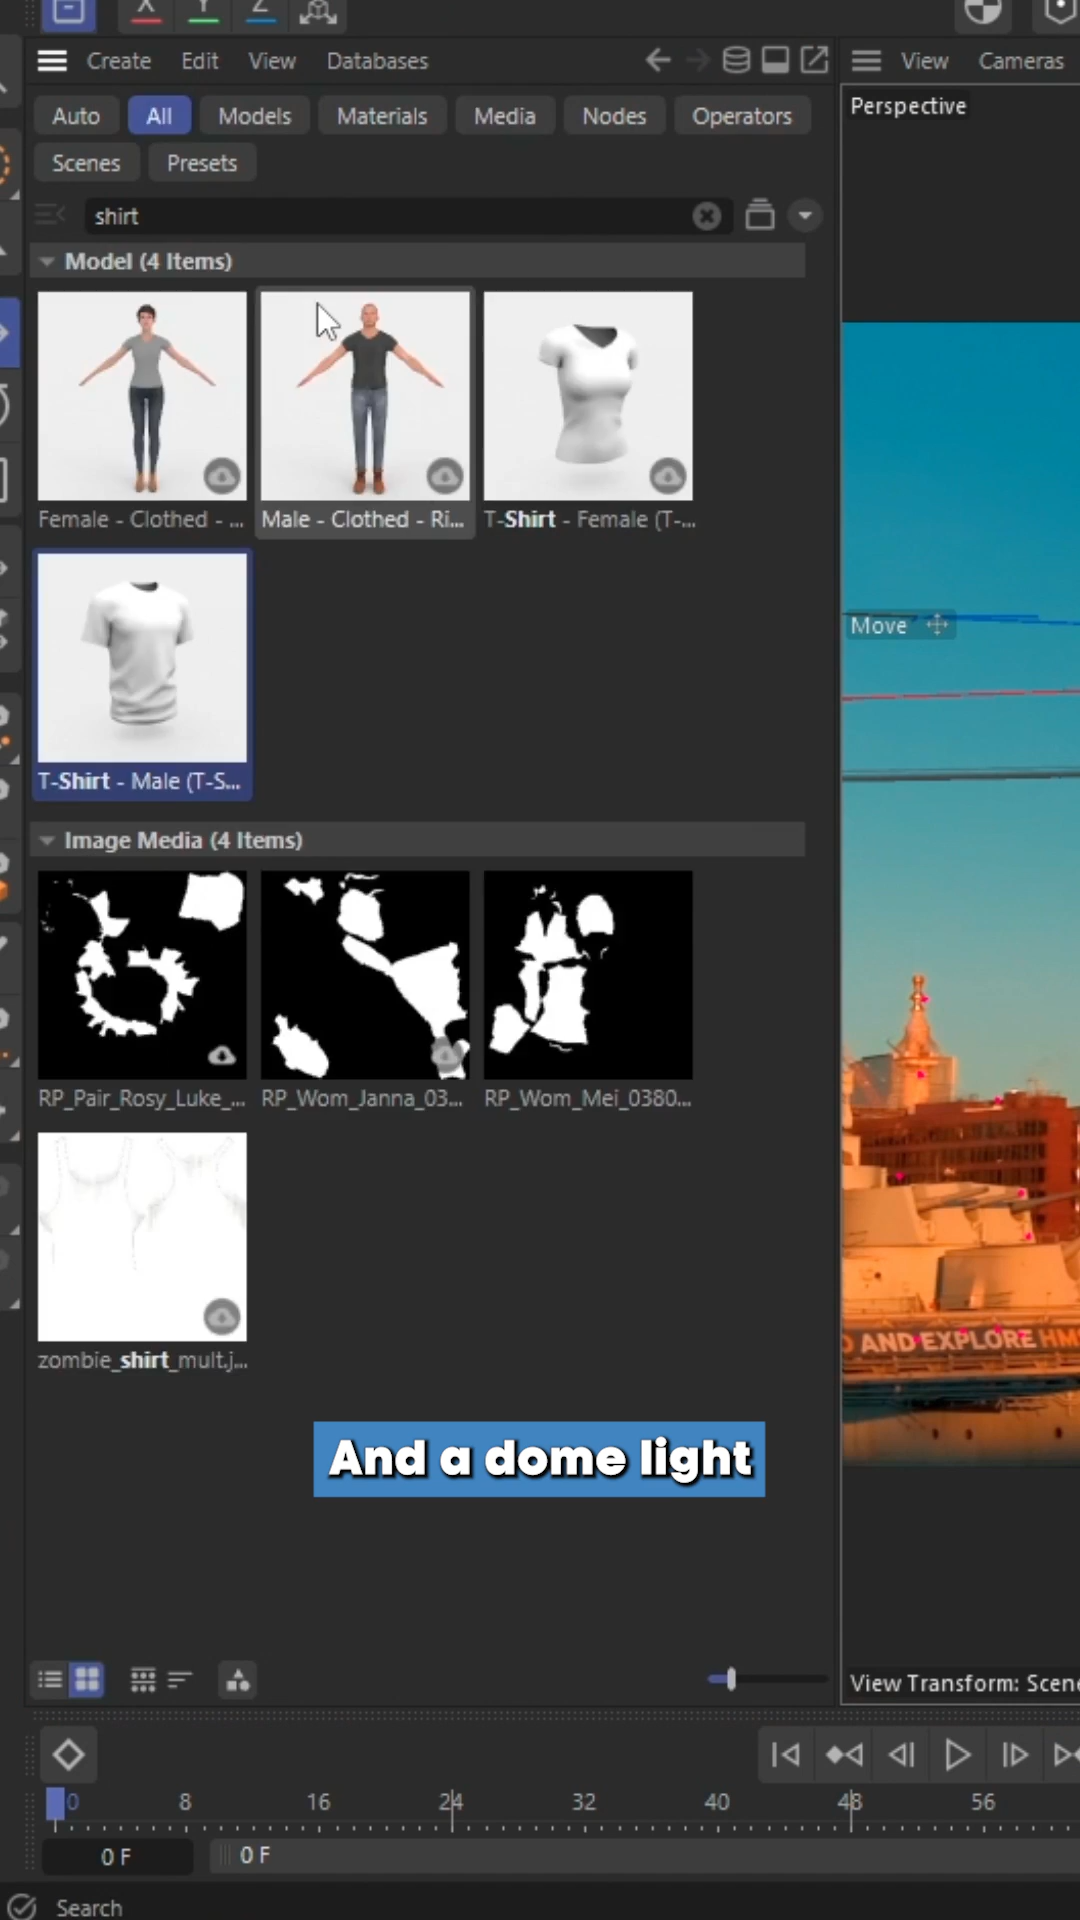 X Y Z
Create Edit View Databases
Auto All Models Materials Media Nodes Operators
Scenes Presets
shirt
Model (4 Items)
Female - Clothed - ... Male - Clothed - Ri... T-Shirt - Female (T-...
T-Shirt - Male (T-S...
Image Media (4 Items)
RP_Pair_Rosy_Luke_... RP_Wom_Janna_03... RP_Wom_Mei_0380...
zombie_shirt_mult.j...
View Cameras
Perspective
Move
AND EXPLORE HM
And a dome light
View Transform: Scene
0 8 16 24 32 40 48 56
0 F 0 F
Search